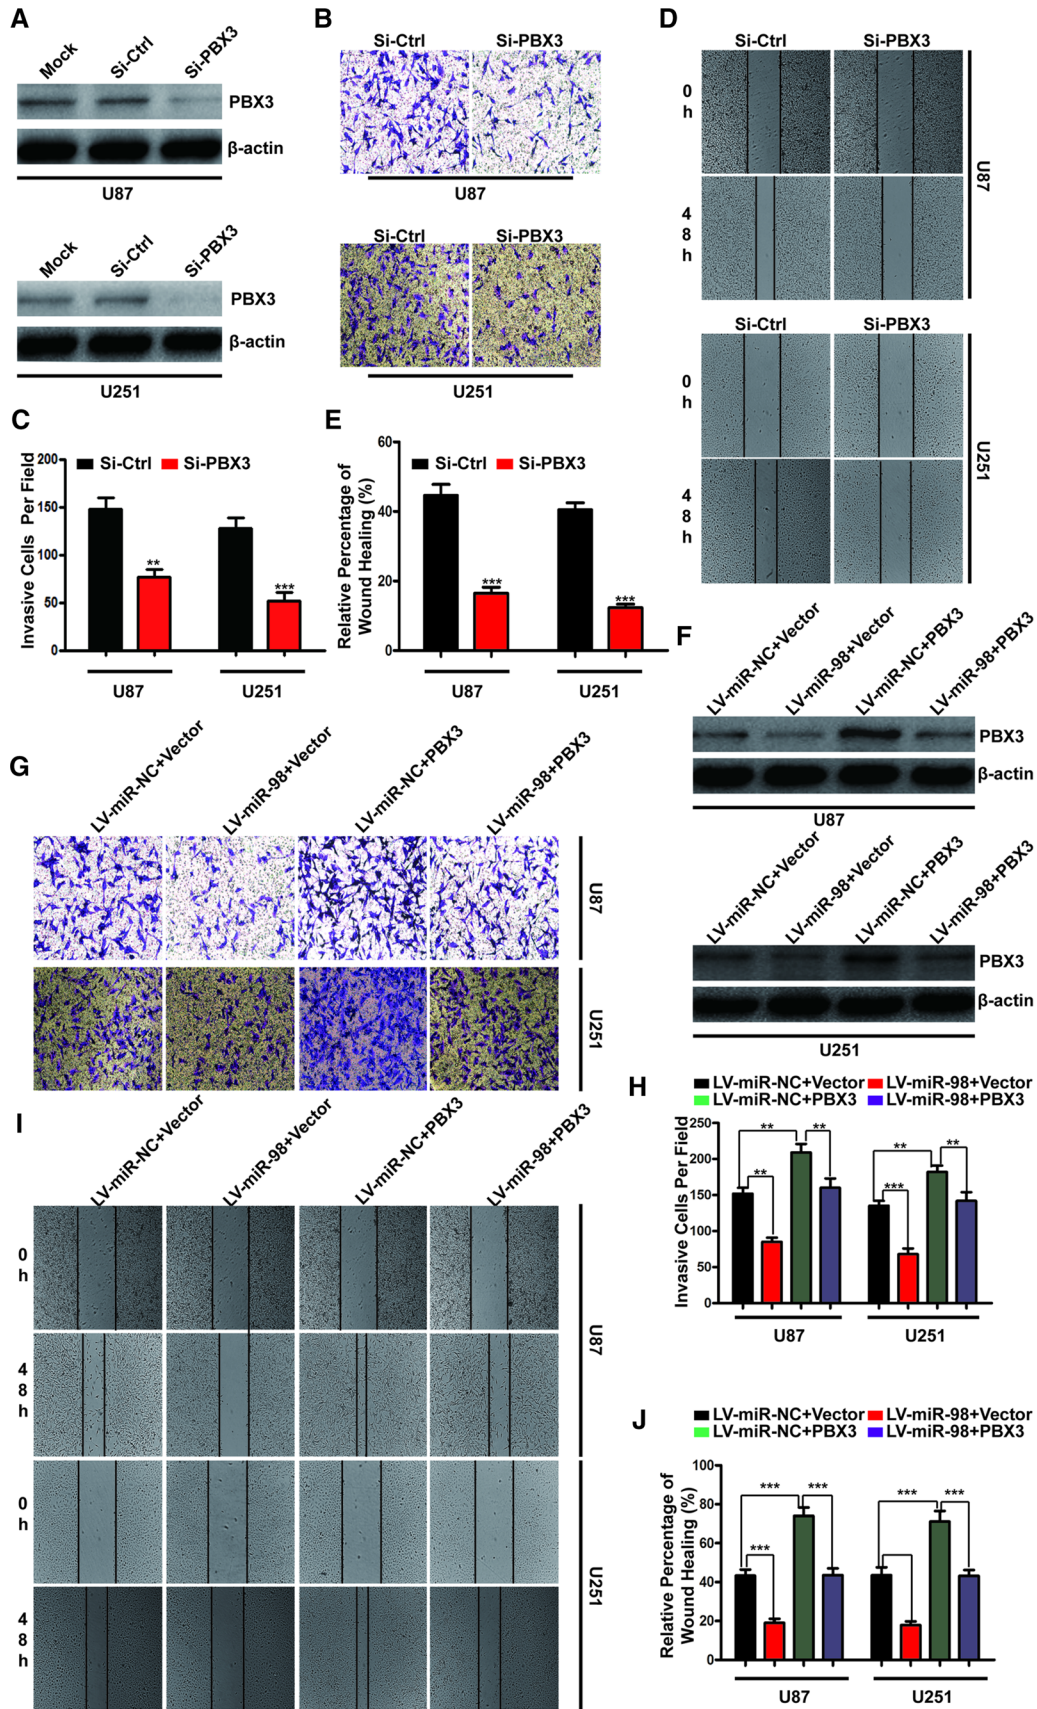 A
Mock
Si-Ctrl
Si-PBX3
PBX3
β-actin
U87
Mock
Si-Ctrl
Si-PBX3
PBX3
β-actin
U251
B
Si-Ctrl Si-PBX3
U87
Si-Ctrl Si-PBX3
U251
D
Si-Ctrl Si-PBX3
0
h
4
8
h
U87
Si-Ctrl Si-PBX3
0
h
4
8
h
U251
C
Invasive Cells Per Field
200
150
100
50
0
Si-Ctrl Si-PBX3
**
***
U87 U251
E
Relative Percentage of
Wound Healing (%)
60
40
20
0
Si-Ctrl Si-PBX3
***
***
U87 U251
F
LV-miR-NC+Vector
LV-miR-98+Vector
LV-miR-NC+PBX3
LV-miR-98+PBX3
PBX3
β-actin
U87
LV-miR-NC+Vector
LV-miR-98+Vector
LV-miR-NC+PBX3
LV-miR-98+PBX3
PBX3
β-actin
U251
G
LV-miR-NC+Vector
LV-miR-98+Vector
LV-miR-NC+PBX3
LV-miR-98+PBX3
U87
U251
H
LV-miR-NC+Vector LV-miR-98+Vector
LV-miR-NC+PBX3 LV-miR-98+PBX3
Invasive Cells Per Field
250
200
150
100
50
0
** **
**
** **
***
U87 U251
I
LV-miR-NC+Vector
LV-miR-98+Vector
LV-miR-NC+PBX3
LV-miR-98+PBX3
0
h
4
8
h
U87
0
h
4
8
h
U251
J
LV-miR-NC+Vector LV-miR-98+Vector
LV-miR-NC+PBX3 LV-miR-98+PBX3
Relative Percentage of
Wound Healing (%)
100
80
60
40
20
0
*** ***
***
*** ***
U87 U251